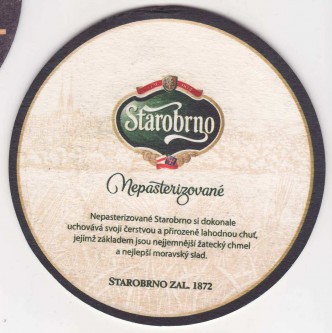 Starobrno
Nepasterizované
Nepasterizované Starobrno si dokonale
uchovává svoji čerstvou a přirozeně lahodnou chuť,
jejímž základem jsou nejjemnější žatecký chmel
a nejlepší moravský slad.
STAROBRNO ZAL. 1872